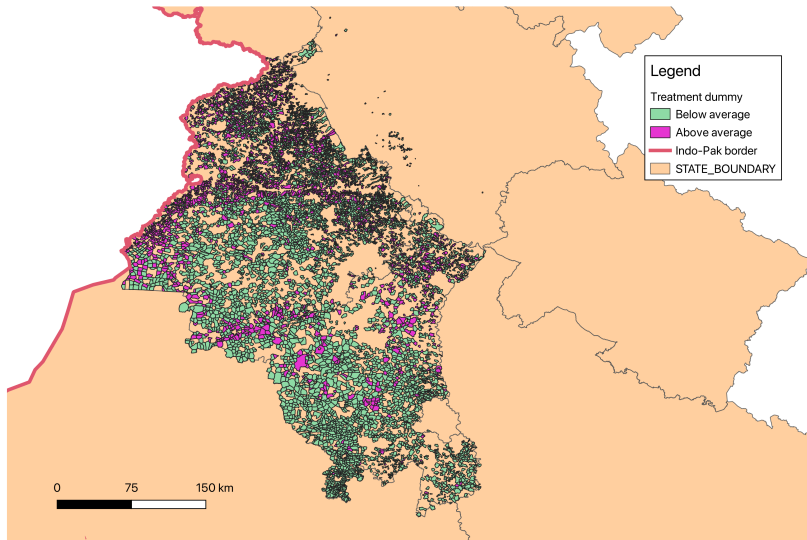 Legend
Treatment dummy
Below average
Above average
Indo-Pak border
STATE_BOUNDARY
0 75 150 km